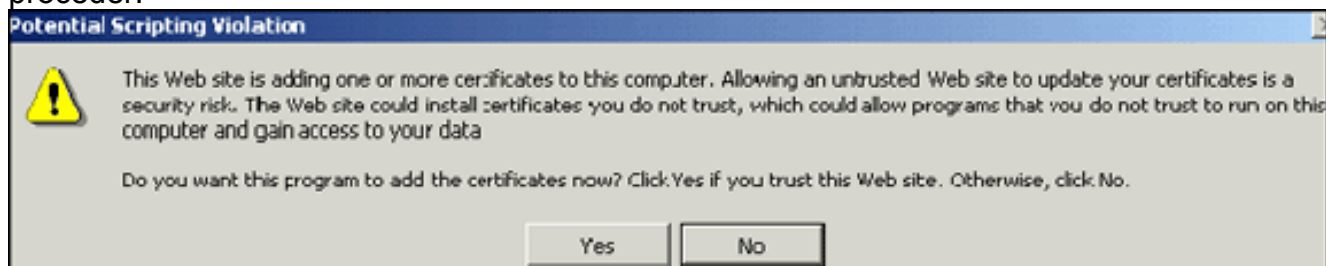 proceder.
Potential Scripting Violation
This Web site is adding one or more certificates to this computer. Allowing an untrusted Web site to update your certificates is a
security risk. The Web site could install certificates you do not trust, which could allow programs that you do not trust to run on this
computer and gain access to your data
Do you want this program to add the certificates now? Click Yes if you trust this Web site. Otherwise, click No.
Yes
No